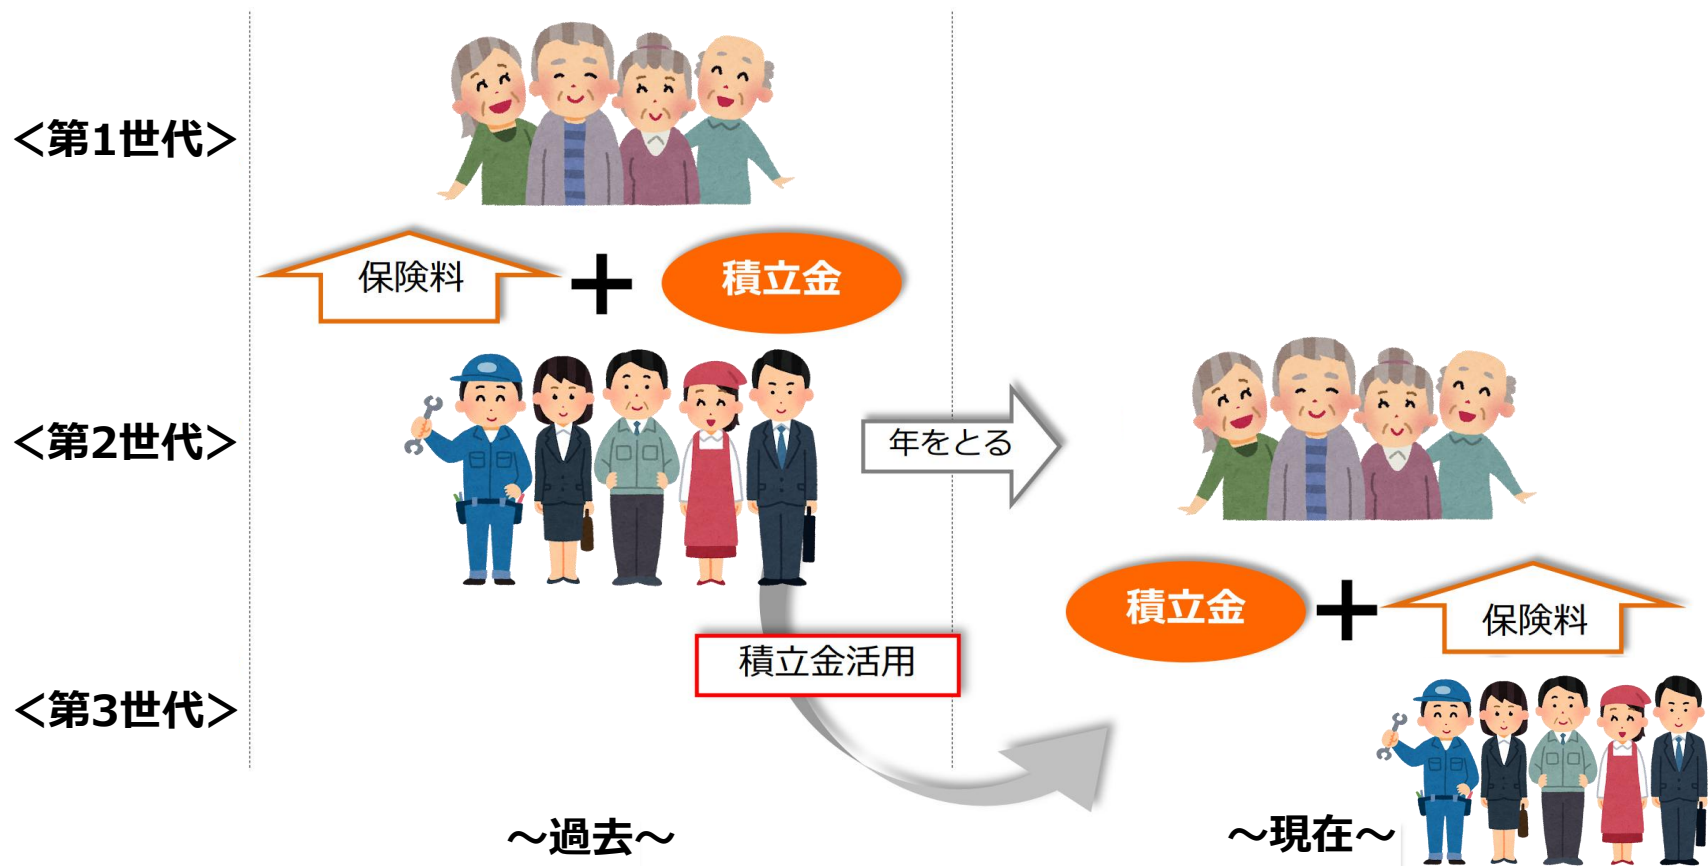 ＜第1世代＞
保険料
＋
積立金
＜第2世代＞
年をとる
積立金
＋
保険料
積立金活用
＜第3世代＞
～過去～
～現在～